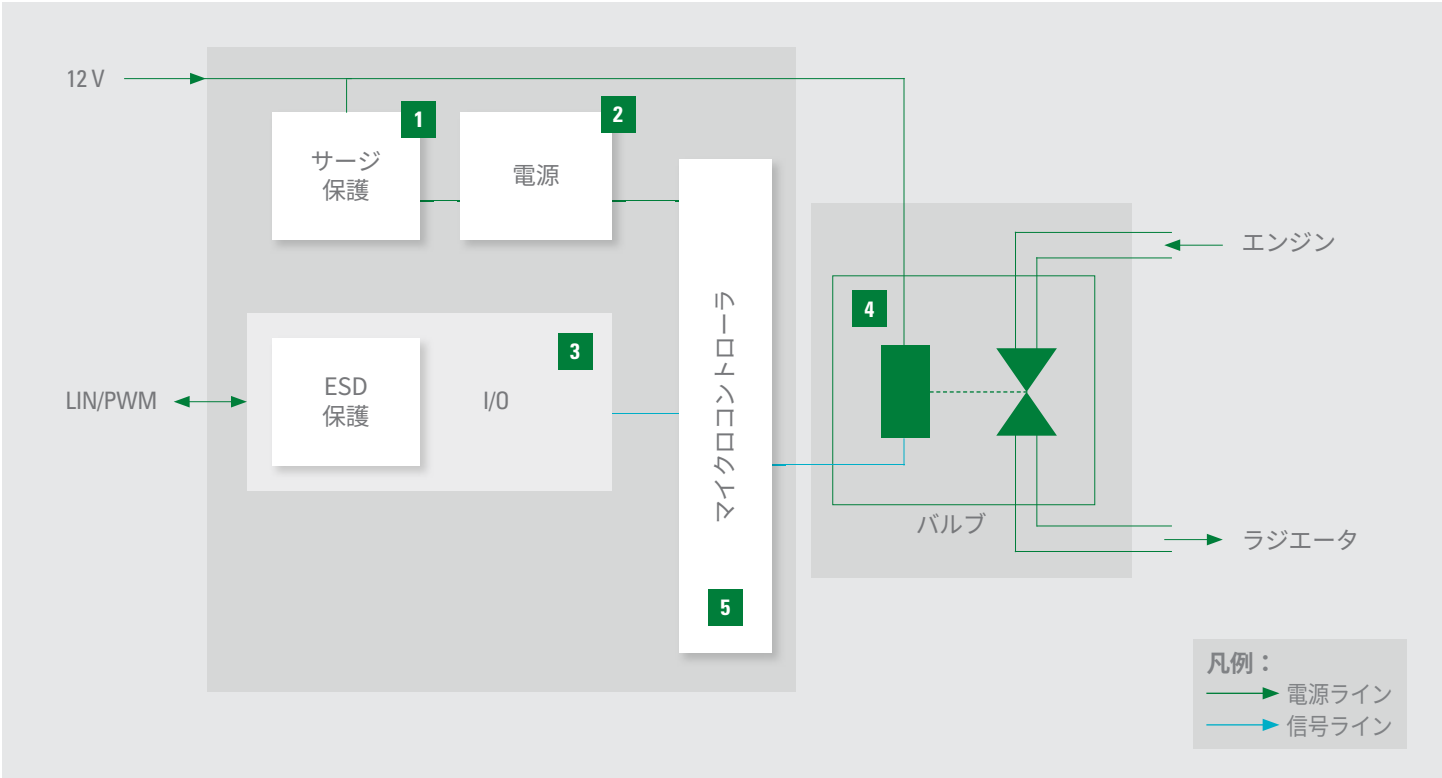 12 V
1
サージ
保護
2
電源
エンジン
4
3
LIN/PWM
ESD
保護
I/O
マイクロコントローラ
バルブ
ラジエータ
5
凡例：
電源ライン
信号ライン